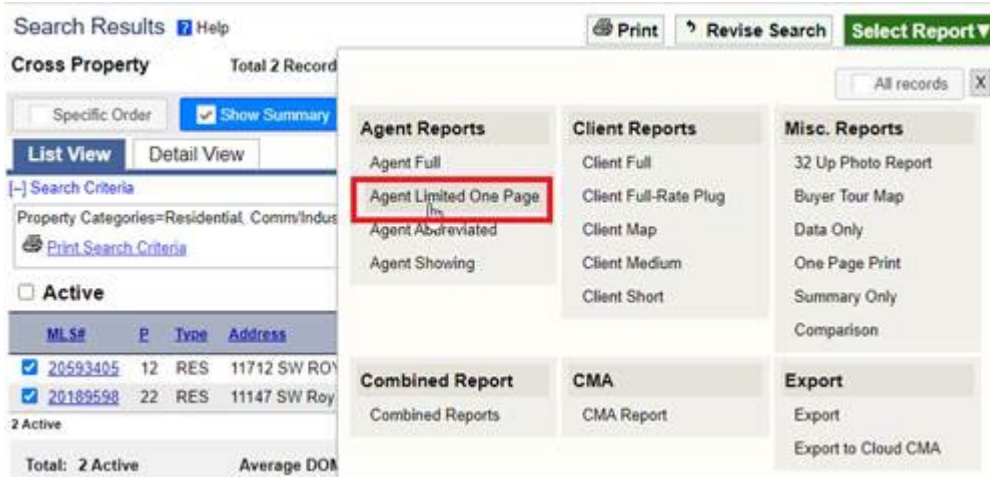 Search Results ? Help
Print
Revise Search
Select Report▼
Cross Property
Total 2 Record
All records
X
Specific Order
Show Summary
List View
Detail View
[-] Search Criteria
Property Categories=Residential, Comm/Indus
Print Search Criteria
Active
MLS# P Type Address
20593405 12 RES 11712 SW ROY
20189598 22 RES 11147 SW Roy
2 Active
Total: 2 Active
Average DOM
Agent Reports
Agent Full
Agent Limited One Page
Agent Abbreviated
Agent Showing
Client Reports
Client Full
Client Full-Rate Plug
Client Map
Client Medium
Client Short
Misc. Reports
32 Up Photo Report
Buyer Tour Map
Data Only
One Page Print
Summary Only
Comparison
Combined Report
Combined Reports
CMA
CMA Report
Export
Export
Export to Cloud CMA